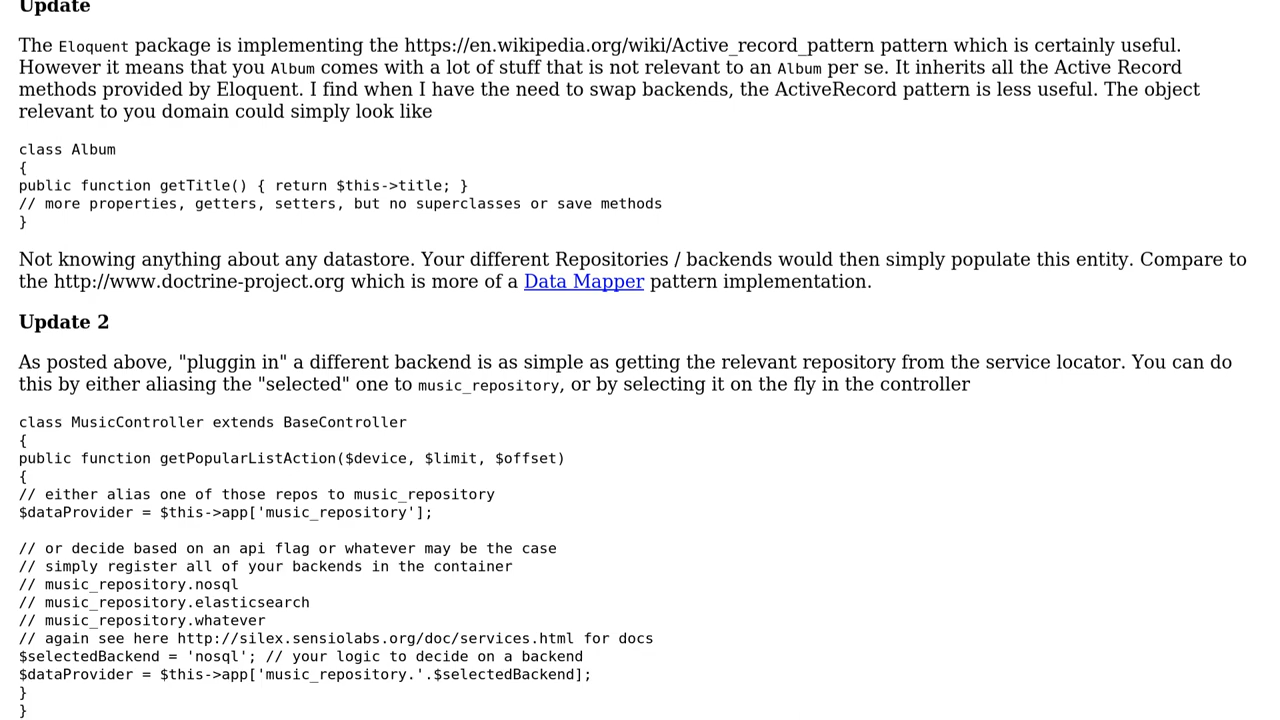 Update
The Eloquent package is implementing the https://en.wikipedia.org/wiki/Active_record_pattern pattern which is certainly useful.
However it means that you Album comes with a lot of stuff that is not relevant to an Album per se. It inherits all the Active Record
methods provided by Eloquent. I find when I have the need to swap backends, the ActiveRecord pattern is less useful. The object
relevant to you domain could simply look like
class Album
{
public function getTitle() { return $this->title; }
// more properties, getters, setters, but no superclasses or save methods
}
Not knowing anything about any datastore. Your different Repositories / backends would then simply populate this entity. Compare to
the http://www.doctrine-project.org which is more of a Data Mapper pattern implementation.
Update 2
As posted above, "pluggin in" a different backend is as simple as getting the relevant repository from the service locator. You can do
this by either aliasing the "selected" one to music_repository, or by selecting it on the fly in the controller
class MusicController extends BaseController
{
public function getPopularListAction($device, $limit, $offset)
{
// either alias one of those repos to music_repository
$dataProvider = $this->app['music_repository'];
// or decide based on an api flag or whatever may be the case
// simply register all of your backends in the container
// music_repository.nosql
// music_repository.elasticsearch
// music_repository.whatever
// again see here http://silex.sensiolabs.org/doc/services.html for docs
$selectedBackend = 'nosql'; // your logic to decide on a backend
$dataProvider = $this->app['music_repository.'.$selectedBackend];
}
}